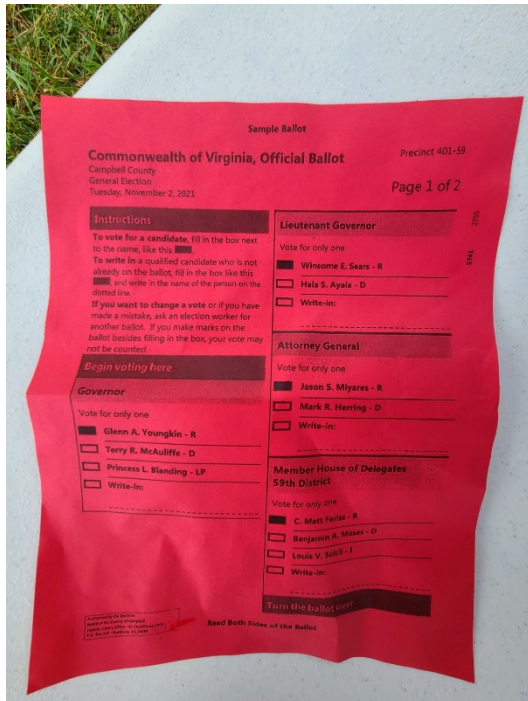 Sample Ballot
Commonwealth of Virginia, Official Ballot
Precinct 401-59
Campbell County
General Election
Tuesday, November 2, 2021
Page 1 of 2
Instructions
To vote for a candidate, fill in the box next
to the name, like this
To write in a qualified candidate who is not
already on the ballot, fill in the box like this
, and write in the name of the person on the
dotted line.
If you want to change a vote or if you have
made a mistake, ask an election worker for
another ballot. If you make marks on the
ballot besides filling in the box, your vote may
not be counted.
Begin voting here
Governor
Vote for only one
Glenn A. Youngkin - R
Terry R. McAuliffe - D
Princess L. Blanding - LP
Write-in:
Lieutenant Governor
Vote for only one
Winsome E. Sears - R
Hala S. Ayala - D
Write-in:
Attorney General
Vote for only one
Jason S. Miyares - R
Mark R. Herring - D
Write-in:
Member House of Delegates
59th District
Vote for only one
C. Matt Fariss - R
Benjamin A. Moses - D
Louis V. Scicli - I
Write-in:
Turn the ballot over
2755
5741
Read Both Sides of the Ballot